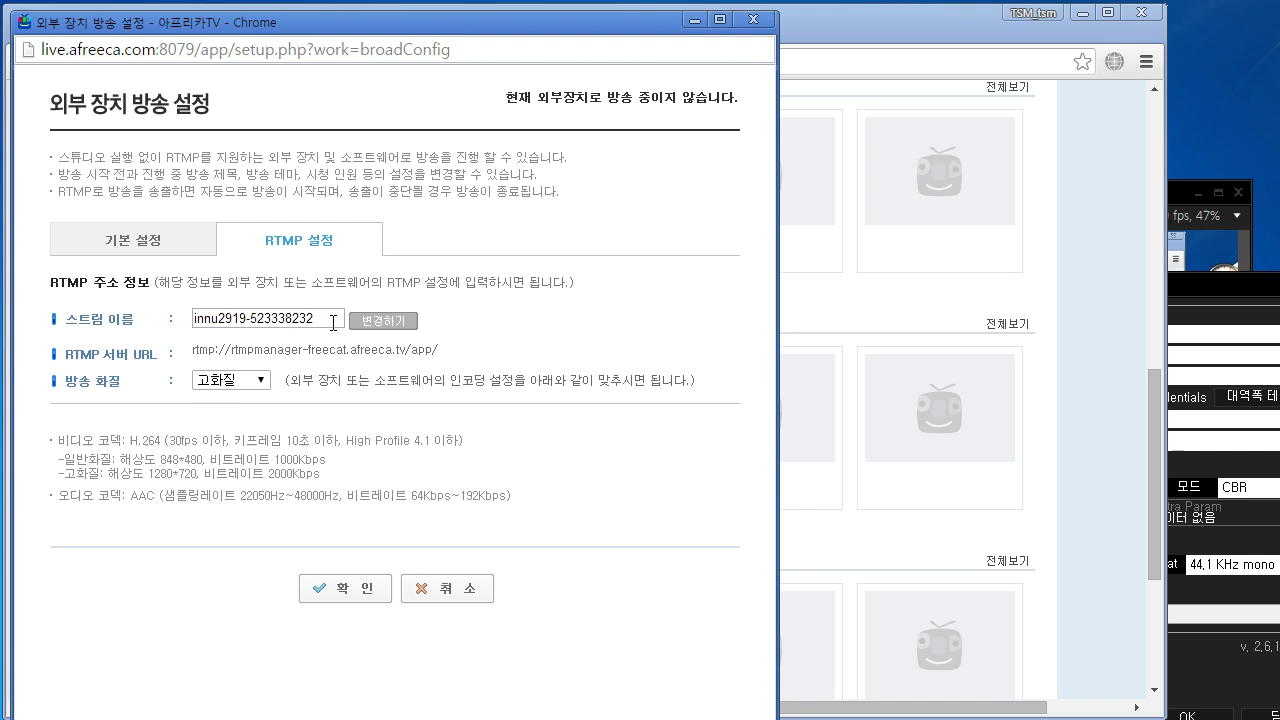 외부 장치 방송 설정 - 아프리카TV - Chrome
TSM_tsm
live.afreeca.com:8079/app/setup.php?work=broadConfig
외부 장치 방송 설정
현재 외부장치로 방송 중이지 않습니다.
· 스튜디오 실행 없이 RTMP를 지원하는 외부 장치 및 소프트웨어로 방송을 진행 할 수 있습니다.
· 방송 시작 전과 진행 중 방송 제목, 방송 테마, 시청 인원 등의 설정을 변경할 수 있습니다.
· RTMP로 방송을 송출하면 자동으로 방송이 시작되며, 송출이 중단될 경우 방송이 종료됩니다.
기본 설정
RTMP 설정
RTMP 주소 정보 (해당 정보를 외부 장치 또는 소프트웨어의 RTMP 설정에 입력하시면 됩니다.)
스트림 이름 : innu2919-523338232 변경하기
RTMP 서버 URL : rtmp://rtmpmanager-freecat.afreeca.tv/app/
방송 화질 : 고화질 (외부 장치 또는 소프트웨어의 인코딩 설정을 아래와 같이 맞추시면 됩니다.)
· 비디오 코덱: H.264 (30fps 이하, 키프레임 10초 이하, High Profile 4.1 이하)
-일반화질: 해상도 848*480, 비트레이트 1000Kbps
-고화질: 해상도 1280*720, 비트레이트 2000Kbps
· 오디오 코덱: AAC (샘플링레이트 22050Hz~48000Hz, 비트레이트 64Kbps~192Kbps)
확 인
취 소
전체보기
전체보기
전체보기
fps, 47%
dentials
대역폭 테
모드
CBR
tra Param
이터 없음
at
44.1 KHz mono
v. 2.6.1
OK